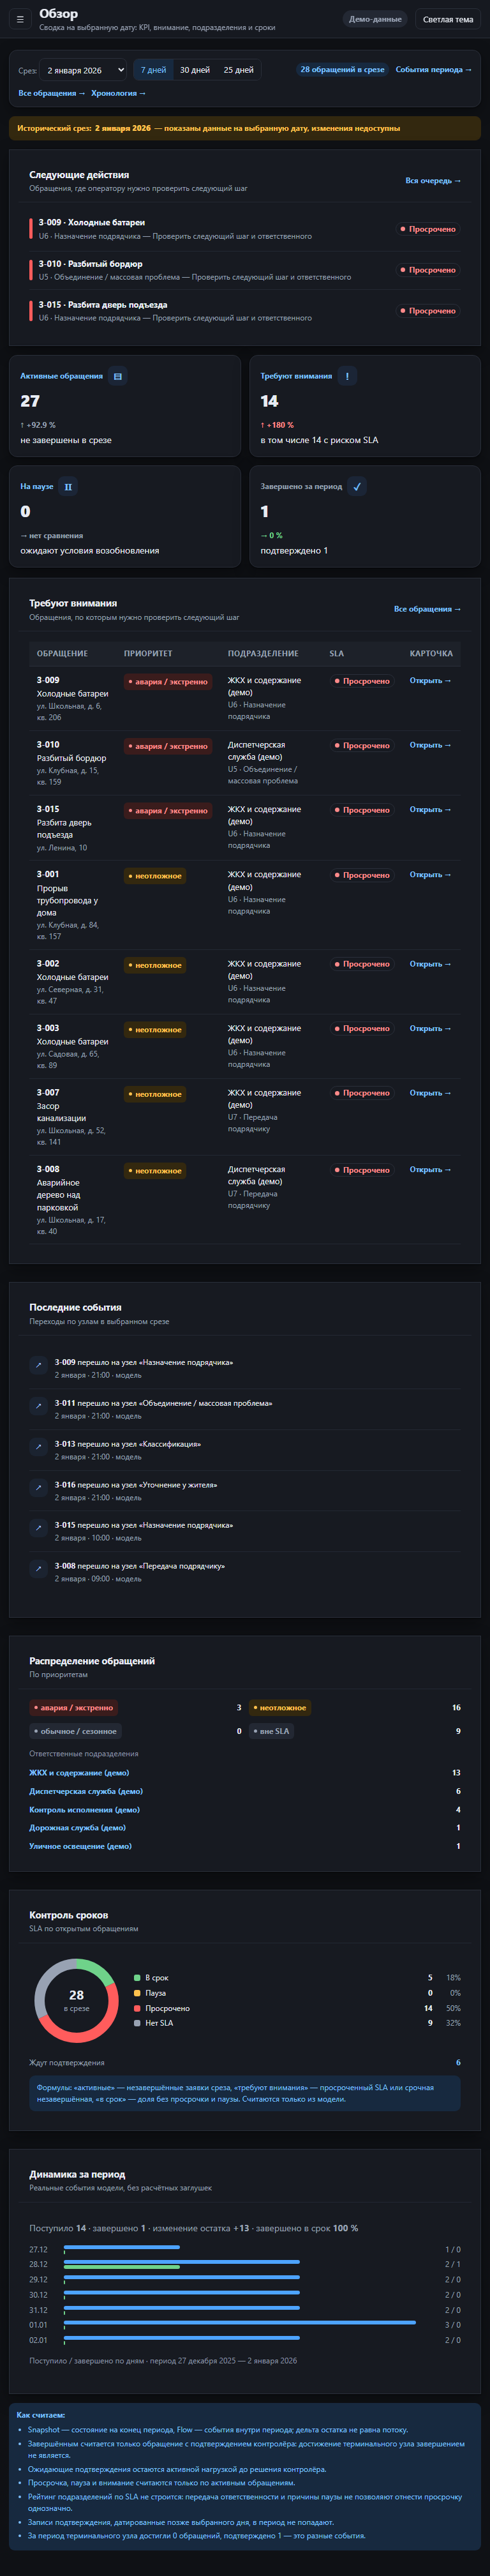 ☰
Обзор
Сводка на выбранную дату: KPI, внимание, подразделения и сроки
Демо-данные
Светлая тема
Срез: 2 января 2026
7 дней 30 дней 25 дней
28 обращений в срезе
События периода →
Все обращения → Хронология →
Исторический срез: 2 января 2026 — показаны данные на выбранную дату, изменения недоступны
Следующие действия
Обращения, где оператору нужно проверить следующий шаг
Вся очередь →
З-009 · Холодные батареи
U6 · Назначение подрядчика — Проверить следующий шаг и ответственного
Просрочено
З-010 · Разбитый бордюр
U5 · Объединение / массовая проблема — Проверить следующий шаг и ответственного
Просрочено
З-015 · Разбита дверь подъезда
U6 · Назначение подрядчика — Проверить следующий шаг и ответственного
Просрочено
Активные обращения
27
↑ +92.9 %
не завершены в срезе
Требуют внимания !
14
↑ +180 %
в том числе 14 с риском SLA
На паузе
0
→ нет сравнения
ожидают условия возобновления
Завершено за период ✓
1
→ 0 %
подтверждено 1
Требуют внимания
Обращения, по которым нужно проверить следующий шаг
Все обращения →
ОБРАЩЕНИЕ ПРИОРИТЕТ ПОДРАЗДЕЛЕНИЕ SLA КАРТОЧКА
З-009
Холодные батареи
ул. Школьная, д. 6,
кв. 206
авария / экстренно
ЖКХ и содержание
(демо)
U6 · Назначение
подрядчика
Просрочено
Открыть →
З-010
Разбитый бордюр
ул. Клубная, д. 15,
кв. 159
авария / экстренно
Диспетчерская
служба (демо)
U5 · Объединение /
массовая проблема
Просрочено
Открыть →
З-015
Разбита дверь
подъезда
ул. Ленина, 10
авария / экстренно
ЖКХ и содержание
(демо)
U6 · Назначение
подрядчика
Просрочено
Открыть →
З-001
Прорыв
трубопровода у
дома
ул. Клубная, д. 84,
кв. 157
неотложное
ЖКХ и содержание
(демо)
U6 · Назначение
подрядчика
Просрочено
Открыть →
З-002
Холодные батареи
ул. Северная, д. 31,
кв. 47
неотложное
ЖКХ и содержание
(демо)
U6 · Назначение
подрядчика
Просрочено
Открыть →
З-003
Холодные батареи
ул. Садовая, д. 65,
кв. 89
неотложное
ЖКХ и содержание
(демо)
U6 · Назначение
подрядчика
Просрочено
Открыть →
З-007
Засор
канализации
ул. Школьная, д. 52,
кв. 141
неотложное
ЖКХ и содержание
(демо)
U7 · Передача
подрядчику
Просрочено
Открыть →
З-008
Аварийное
дерево над
парковкой
ул. Школьная, д. 17,
кв. 40
неотложное
Диспетчерская
служба (демо)
U7 · Передача
подрядчику
Просрочено
Открыть →
Последние события
Переходы по узлам в выбранном срезе
З-009 перешло на узел «Назначение подрядчика»
2 января · 21:00 · модель
З-011 перешло на узел «Объединение / массовая проблема»
2 января · 21:00 · модель
З-013 перешло на узел «Классификация»
2 января · 21:00 · модель
З-016 перешло на узел «Уточнение у жителя»
2 января · 21:00 · модель
З-015 перешло на узел «Назначение подрядчика»
2 января · 10:00 · модель
З-008 перешло на узел «Передача подрядчику»
2 января · 09:00 · модель
Распределение обращений
По приоритетам
авария / экстренно 3 неотложное 16
обычное / сезонное 0 вне SLA 9
Ответственные подразделения
ЖКХ и содержание (демо) 13
Диспетчерская служба (демо) 6
Контроль исполнения (демо) 4
Дорожная служба (демо) 1
Уличное освещение (демо) 1
Контроль сроков
SLA по открытым обращениям
28
в срезе
В срок 5 18%
Пауза 0 0%
Просрочено 14 50%
Нет SLA 9 32%
Ждут подтверждения 6
Формулы: «активные» — незавершённые заявки среза, «требуют внимания» — просроченный SLA или срочная
незавершённая, «в срок» — доля без просрочки и паузы. Считаются только из модели.
Динамика за период
Реальные события модели, без расчётных заглушек
Поступило 14 · завершено 1 · изменение остатка +13 · завершено в срок 100 %
27.12 1 / 0
28.12 2 / 1
29.12 2 / 0
30.12 2 / 0
31.12 2 / 0
01.01 3 / 0
02.01 2 / 0
Поступило / завершено по дням · период 27 декабря 2025 — 2 января 2026
Как считаем:
• Snapshot — состояние на конец периода, Flow — события внутри периода; дельта остатка не равна потоку.
• Завершённым считается только обращение с подтверждением контролёра: достижение терминального узла завершением
не является.
• Ожидающие подтверждения остаются активной нагрузкой до решения контролёра.
• Просрочка, пауза и внимание считаются только по активным обращениям.
• Рейтинг подразделений по SLA не строится: передача ответственности и причины паузы не позволяют отнести просрочку
однозначно.
• Записи подтверждения, датированные позже выбранного дня, в период не попадают.
• За период терминального узла достигли 0 обращений, подтверждено 1 — это разные события.